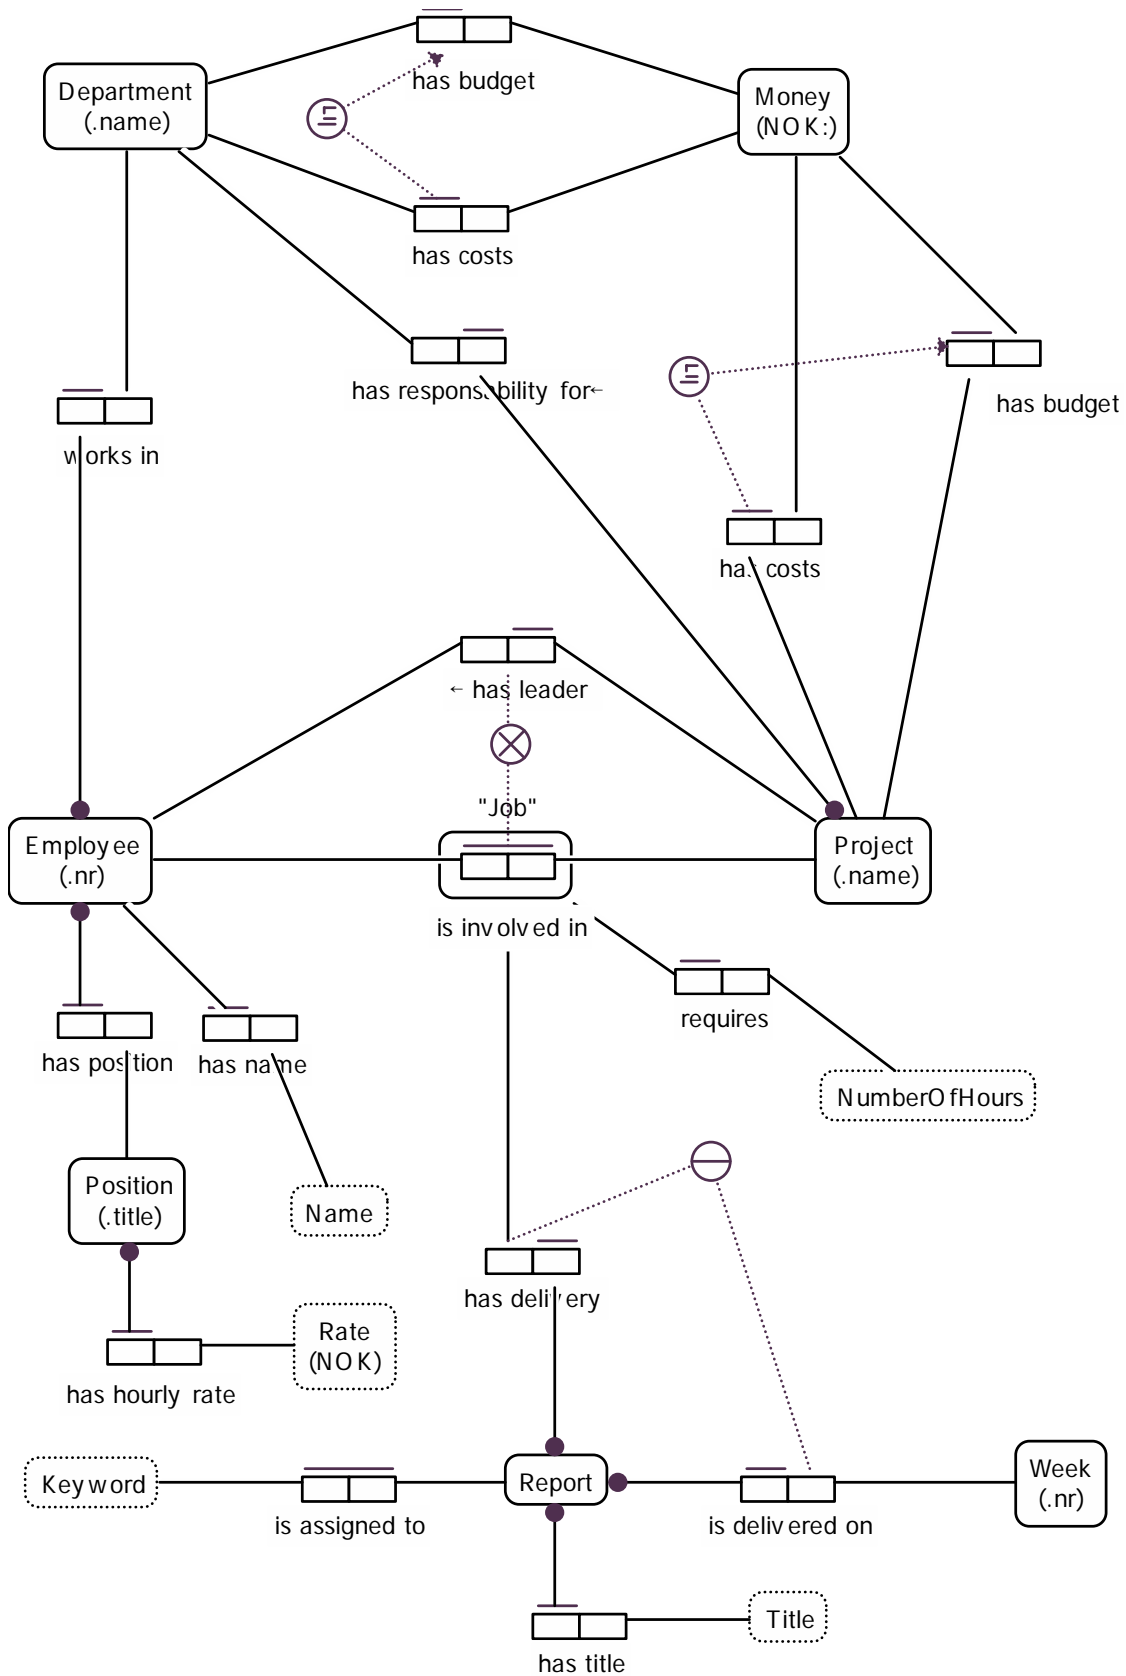 has budget
Department
(.name)
Money
(NOK:)
has costs
has responsibility for←
has budget
works in
has costs
← has leader
"Job"
Employee
(.nr)
Project
(.name)
is involved in
requires
has position
has name
NumberOfHours
Position
(.title)
Name
has delivery
Rate
(NOK)
has hourly rate
Keyword
Report
Week
(.nr)
is assigned to
is delivered on
Title
has title